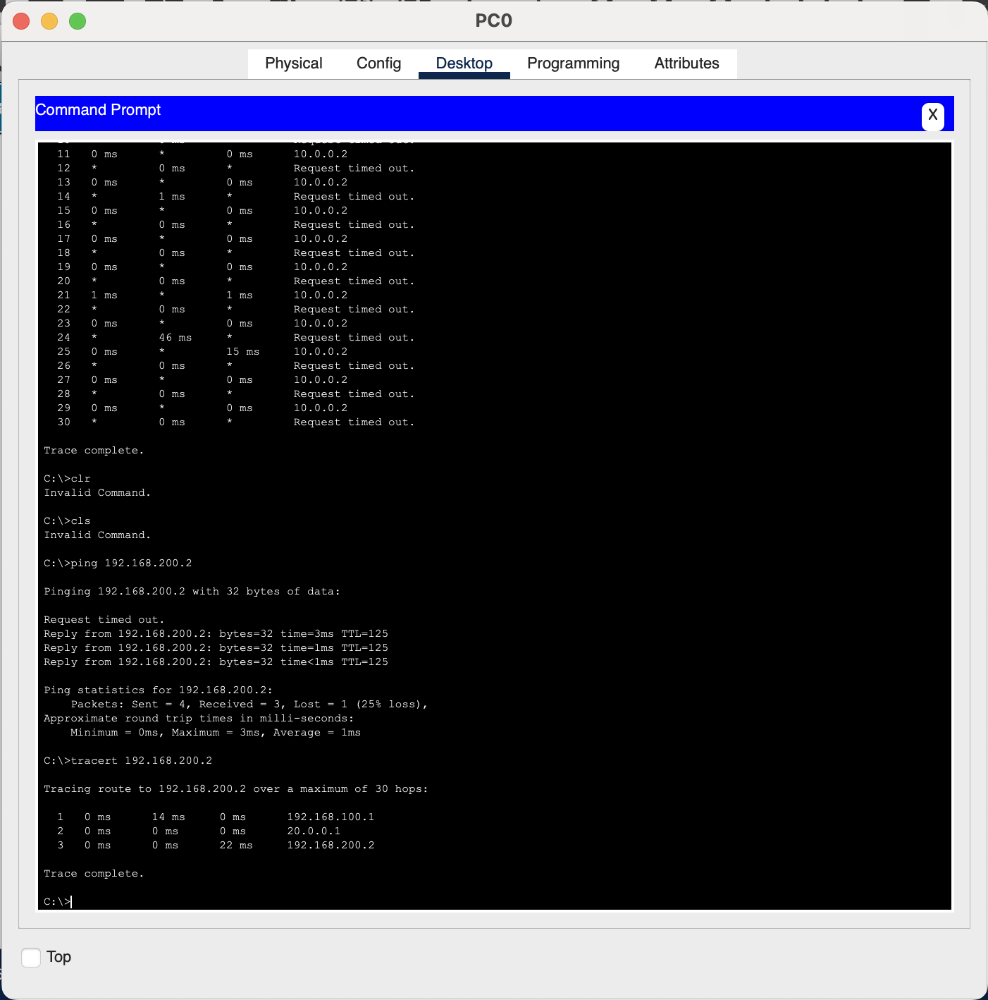 PC0
Physical Config Desktop Programming Attributes
Command Prompt
X
11 0 ms * 0 ms 10.0.0.2
12 * 0 ms * Request timed out.
13 0 ms * 0 ms 10.0.0.2
14 * 1 ms * Request timed out.
15 0 ms * 0 ms 10.0.0.2
16 * 0 ms * Request timed out.
17 0 ms * 0 ms 10.0.0.2
18 * 0 ms * Request timed out.
19 0 ms * 0 ms 10.0.0.2
20 * 0 ms * Request timed out.
21 1 ms * 1 ms 10.0.0.2
22 * 0 ms * Request timed out.
23 0 ms * 0 ms 10.0.0.2
24 * 46 ms * Request timed out.
25 0 ms * 15 ms 10.0.0.2
26 * 0 ms * Request timed out.
27 0 ms * 0 ms 10.0.0.2
28 * 0 ms * Request timed out.
29 0 ms * 0 ms 10.0.0.2
30 * 0 ms * Request timed out.
Trace complete.
C:\>clr
Invalid Command.
C:\>cls
Invalid Command.
C:\>ping 192.168.200.2
Pinging 192.168.200.2 with 32 bytes of data:
Request timed out.
Reply from 192.168.200.2: bytes=32 time=3ms TTL=125
Reply from 192.168.200.2: bytes=32 time=1ms TTL=125
Reply from 192.168.200.2: bytes=32 time<1ms TTL=125
Ping statistics for 192.168.200.2:
Packets: Sent = 4, Received = 3, Lost = 1 (25% loss),
Approximate round trip times in milli-seconds:
Minimum = 0ms, Maximum = 3ms, Average = 1ms
C:\>tracert 192.168.200.2
Tracing route to 192.168.200.2 over a maximum of 30 hops:
1 0 ms 14 ms 0 ms 192.168.100.1
2 0 ms 0 ms 0 ms 20.0.0.1
3 0 ms 0 ms 22 ms 192.168.200.2
Trace complete.
C:\>
Top